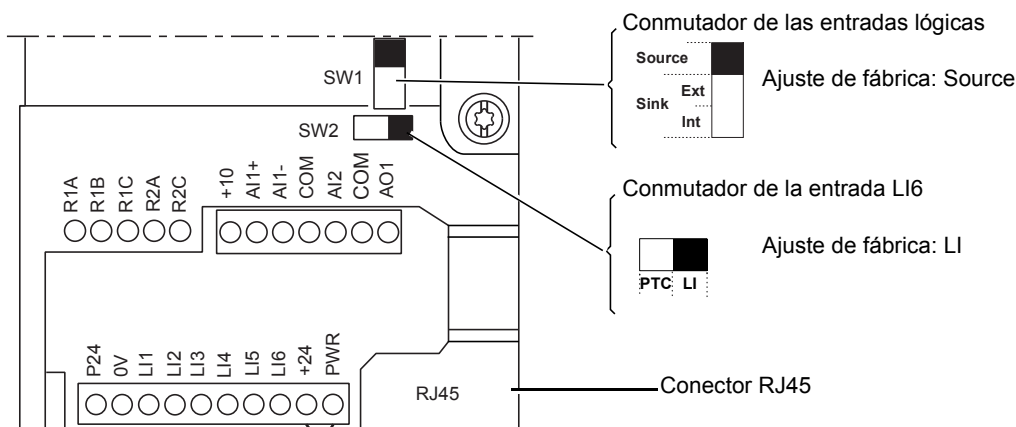 Conmutador de las entradas lógicas
Source
Ajuste de fábrica: Source
SW1
Ext
Sink
Int
SW2
Conmutador de la entrada LI6
R1A R1B R1C R2A R2C
+10 AI1+ AI1- COM AI2 COM AO1
Ajuste de fábrica: LI
PTC LI
P24 0V LI1 LI2 LI3 LI4 LI5 LI6 +24 PWR
RJ45
Conector RJ45